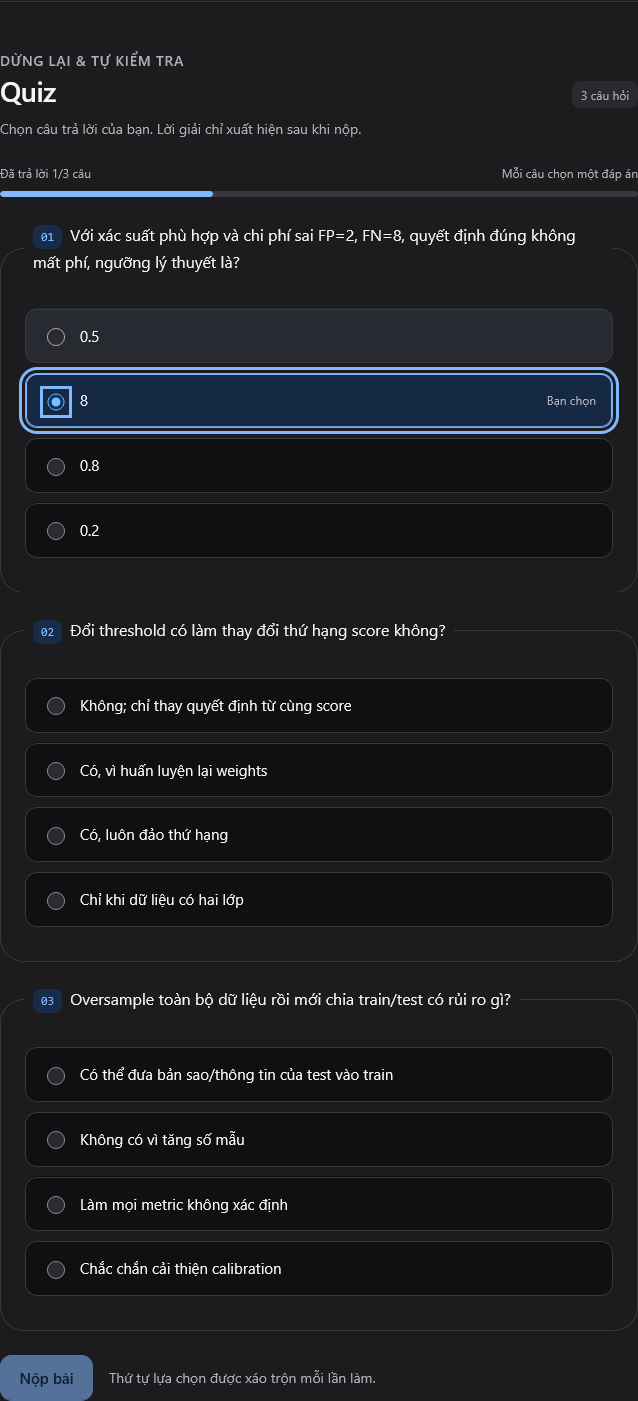 DỪNG LẠI & TỰ KIỂM TRA
Quiz
3 câu hỏi
Chọn câu trả lời của bạn. Lời giải chỉ xuất hiện sau khi nộp.
Đã trả lời 1/3 câu
Mỗi câu chọn một đáp án
01 Với xác suất phù hợp và chi phí sai FP=2, FN=8, quyết định đúng không
mất phí, ngưỡng lý thuyết là?
0.5
8
Bạn chọn
0.8
0.2
02 Đổi threshold có làm thay đổi thứ hạng score không?
Không; chỉ thay quyết định từ cùng score
Có, vì huấn luyện lại weights
Có, luôn đảo thứ hạng
Chỉ khi dữ liệu có hai lớp
03 Oversample toàn bộ dữ liệu rồi mới chia train/test có rủi ro gì?
Có thể đưa bản sao/thông tin của test vào train
Không có vì tăng số mẫu
Làm mọi metric không xác định
Chắc chắn cải thiện calibration
Nộp bài
Thứ tự lựa chọn được xáo trộn mỗi lần làm.